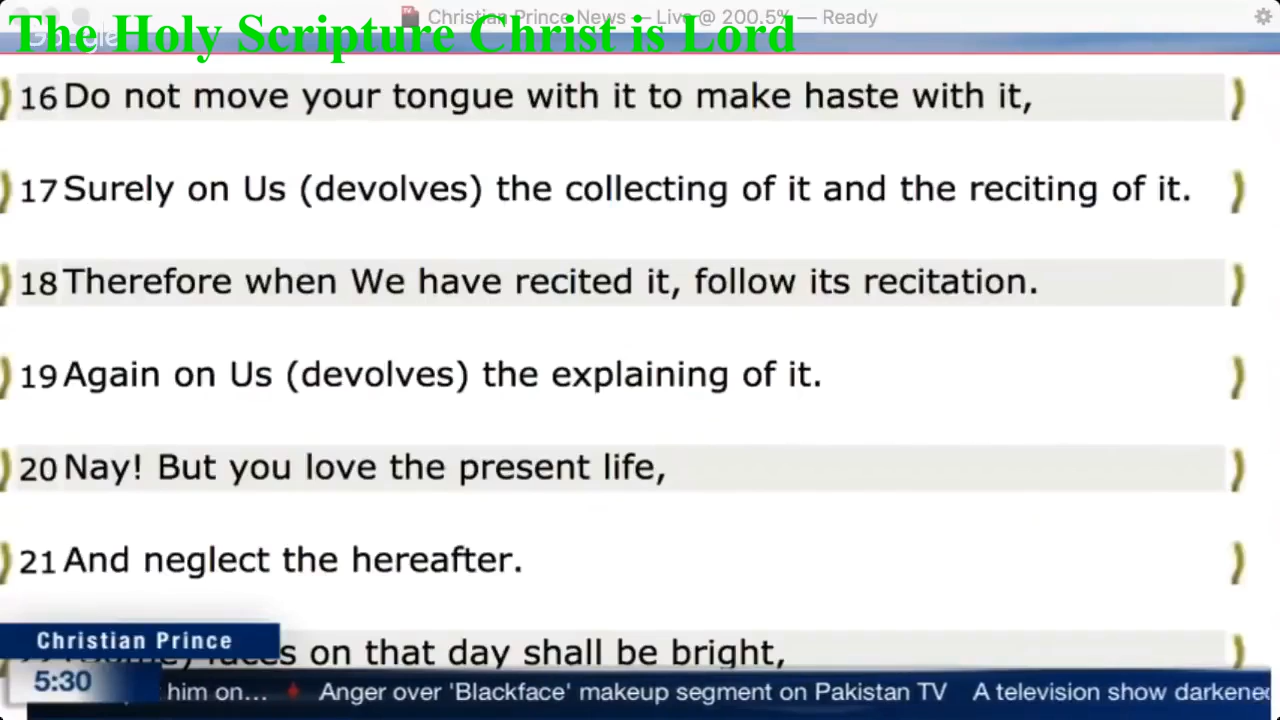 Christian Prince News — Live @ 200.5% — Ready
The Holy Scripture Christ is Lord
16 Do not move your tongue with it to make haste with it,
17 Surely on Us (devolves) the collecting of it and the reciting of it.
18 Therefore when We have recited it, follow its recitation.
19 Again on Us (devolves) the explaining of it.
20 Nay! But you love the present life,
21 And neglect the hereafter.
on that day shall be bright,
Christian Prince
5:30
him on... Anger over 'Blackface' makeup segment on Pakistan TV A television show darkene